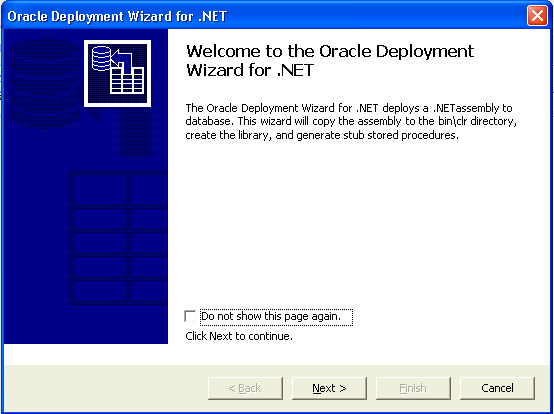 Oracle Deployment Wizard for .NET
Welcome to the Oracle Deployment
Wizard for .NET
The Oracle Deployment Wizard for .NET deploys a .NETassembly to
database. This wizard will copy the assembly to the bin\clr directory,
create the library, and generate stub stored procedures.
Do not show this page again.
Click Next to continue.
< Back Next > Finish Cancel